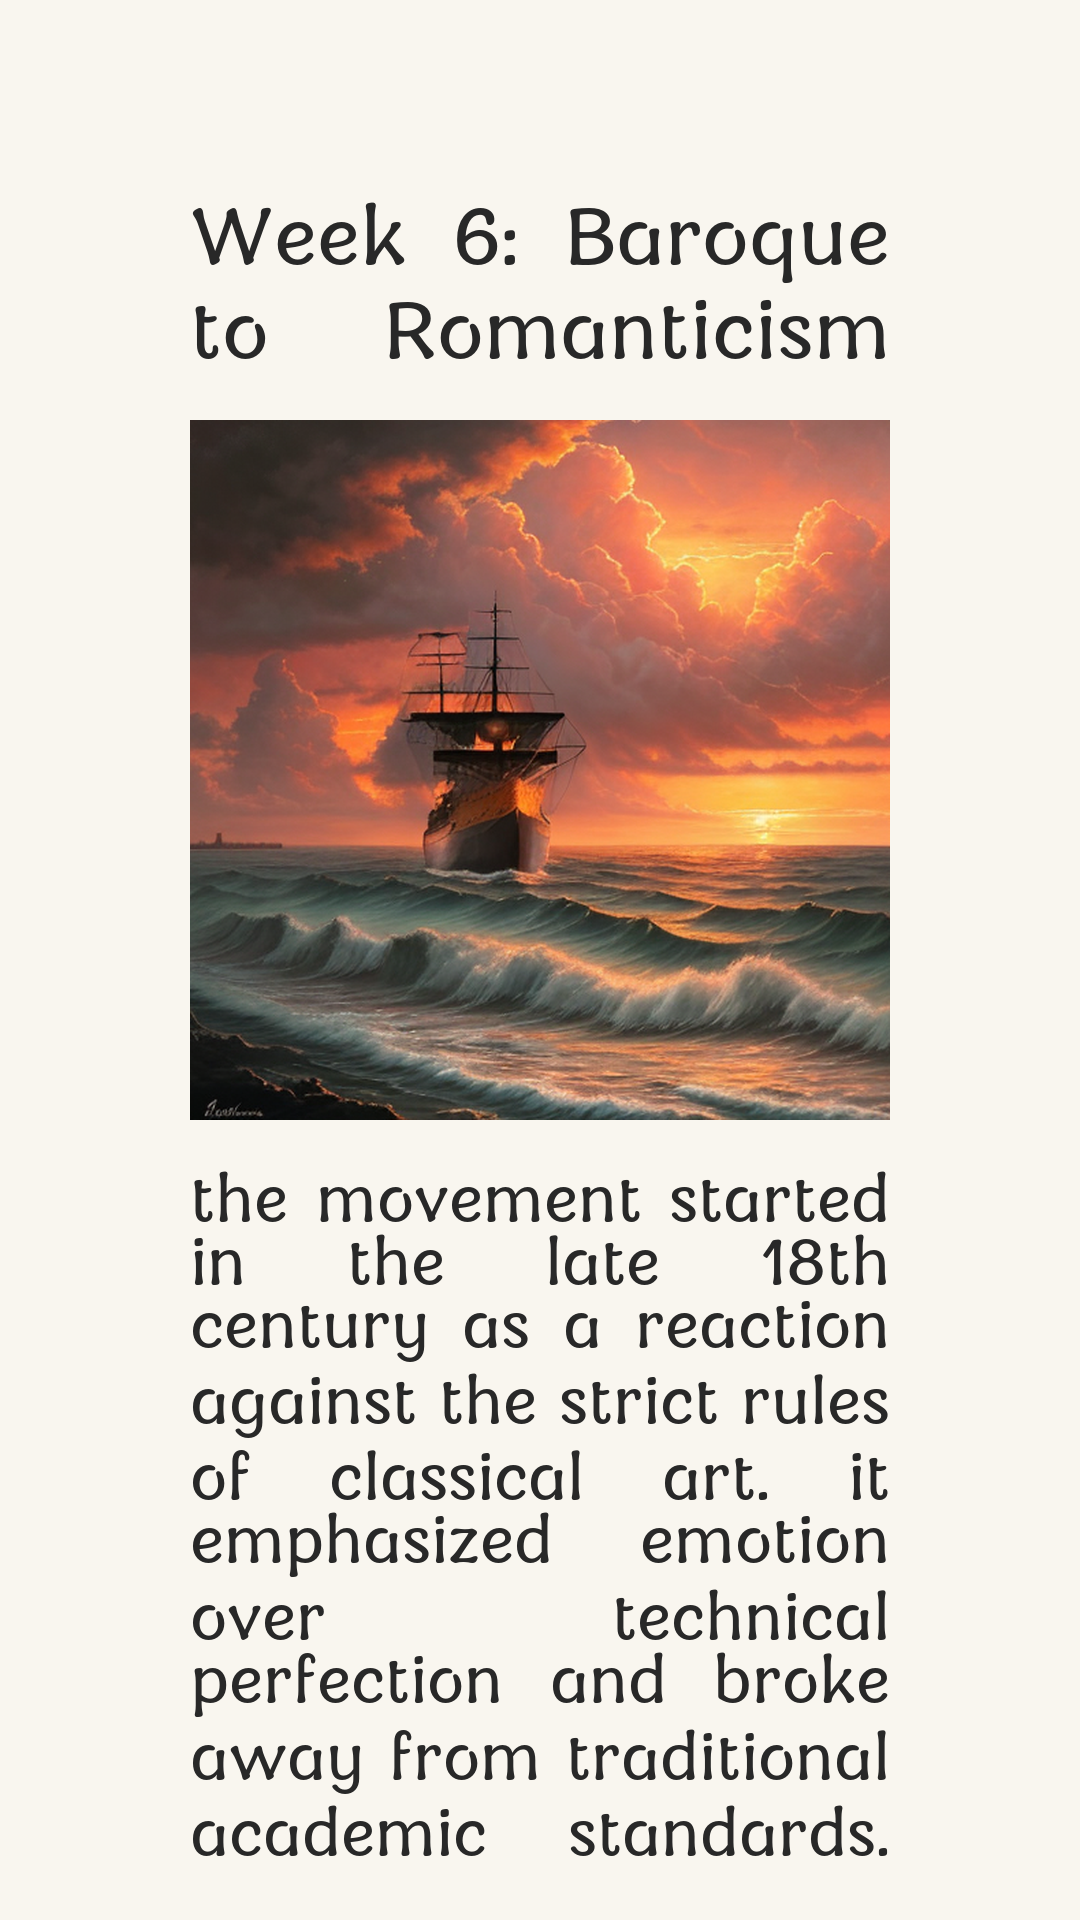 Week 6: Baroque
to Romanticism
the movement started
in the late 18th
century as a reaction
against the strict rules
of classical art. it
emphasized emotion
over technical
perfection and broke
away from traditional
academic standards.